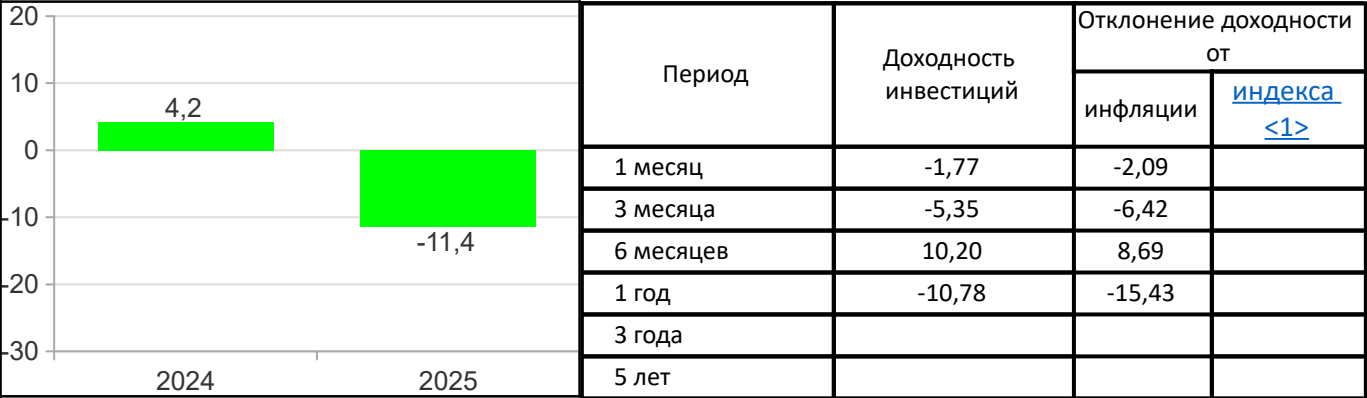 20
10
0
-10
-20
-30
4,2
-11,4
2024
2025
Период
Доходность
инвестиций
Отклонение доходности
от
инфляции
индекса
<1>
1 месяц -1,77 -2,09
3 месяца -5,35 -6,42
6 месяцев 10,20 8,69
1 год -10,78 -15,43
3 года
5 лет